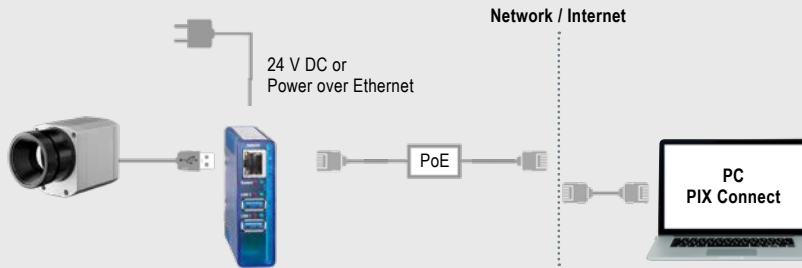 Network / Internet
24 V DC or
Power over Ethernet
PoE
PC
PIX Connect